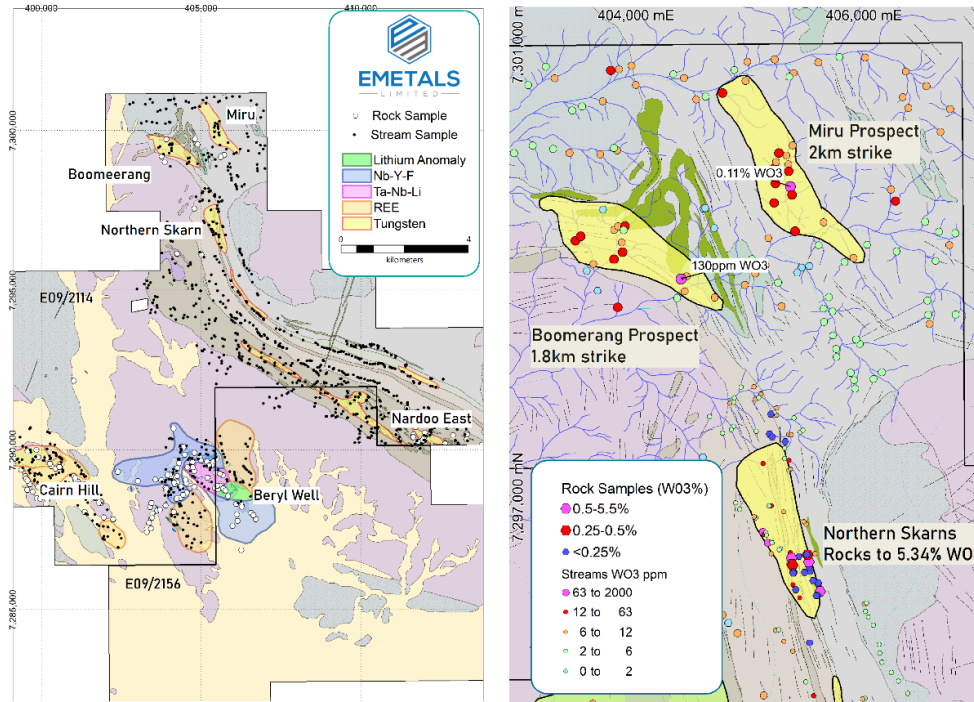 400,000
405,000
410,000
7,300,000
7,295,000
7,290,000
7,285,000
EMETALS
LIMITED
Rock Sample
Stream Sample
Lithium Anomaly
Nb-Y-F
Ta-Nb-Li
REE
Tungsten
0
4
kilometers
Miru
Boomeerang
Northern Skarn
E09/2114
Nardoo East
Cairn Hill
Beryl Well
E09/2156
404,000 mE
406,000 mE
7,301,000 mN
7,297,000 mN
Miru Prospect
2km strike
0.11% WO3
130ppm WO3
Boomerang Prospect
1.8km strike
Northern Skarns
Rocks to 5.34% WO
Rock Samples (W03%)
0.5-5.5%
0.25-0.5%
<0.25%
Streams WO3 ppm
63 to 2000
12 to 63
6 to 12
2 to 6
0 to 2